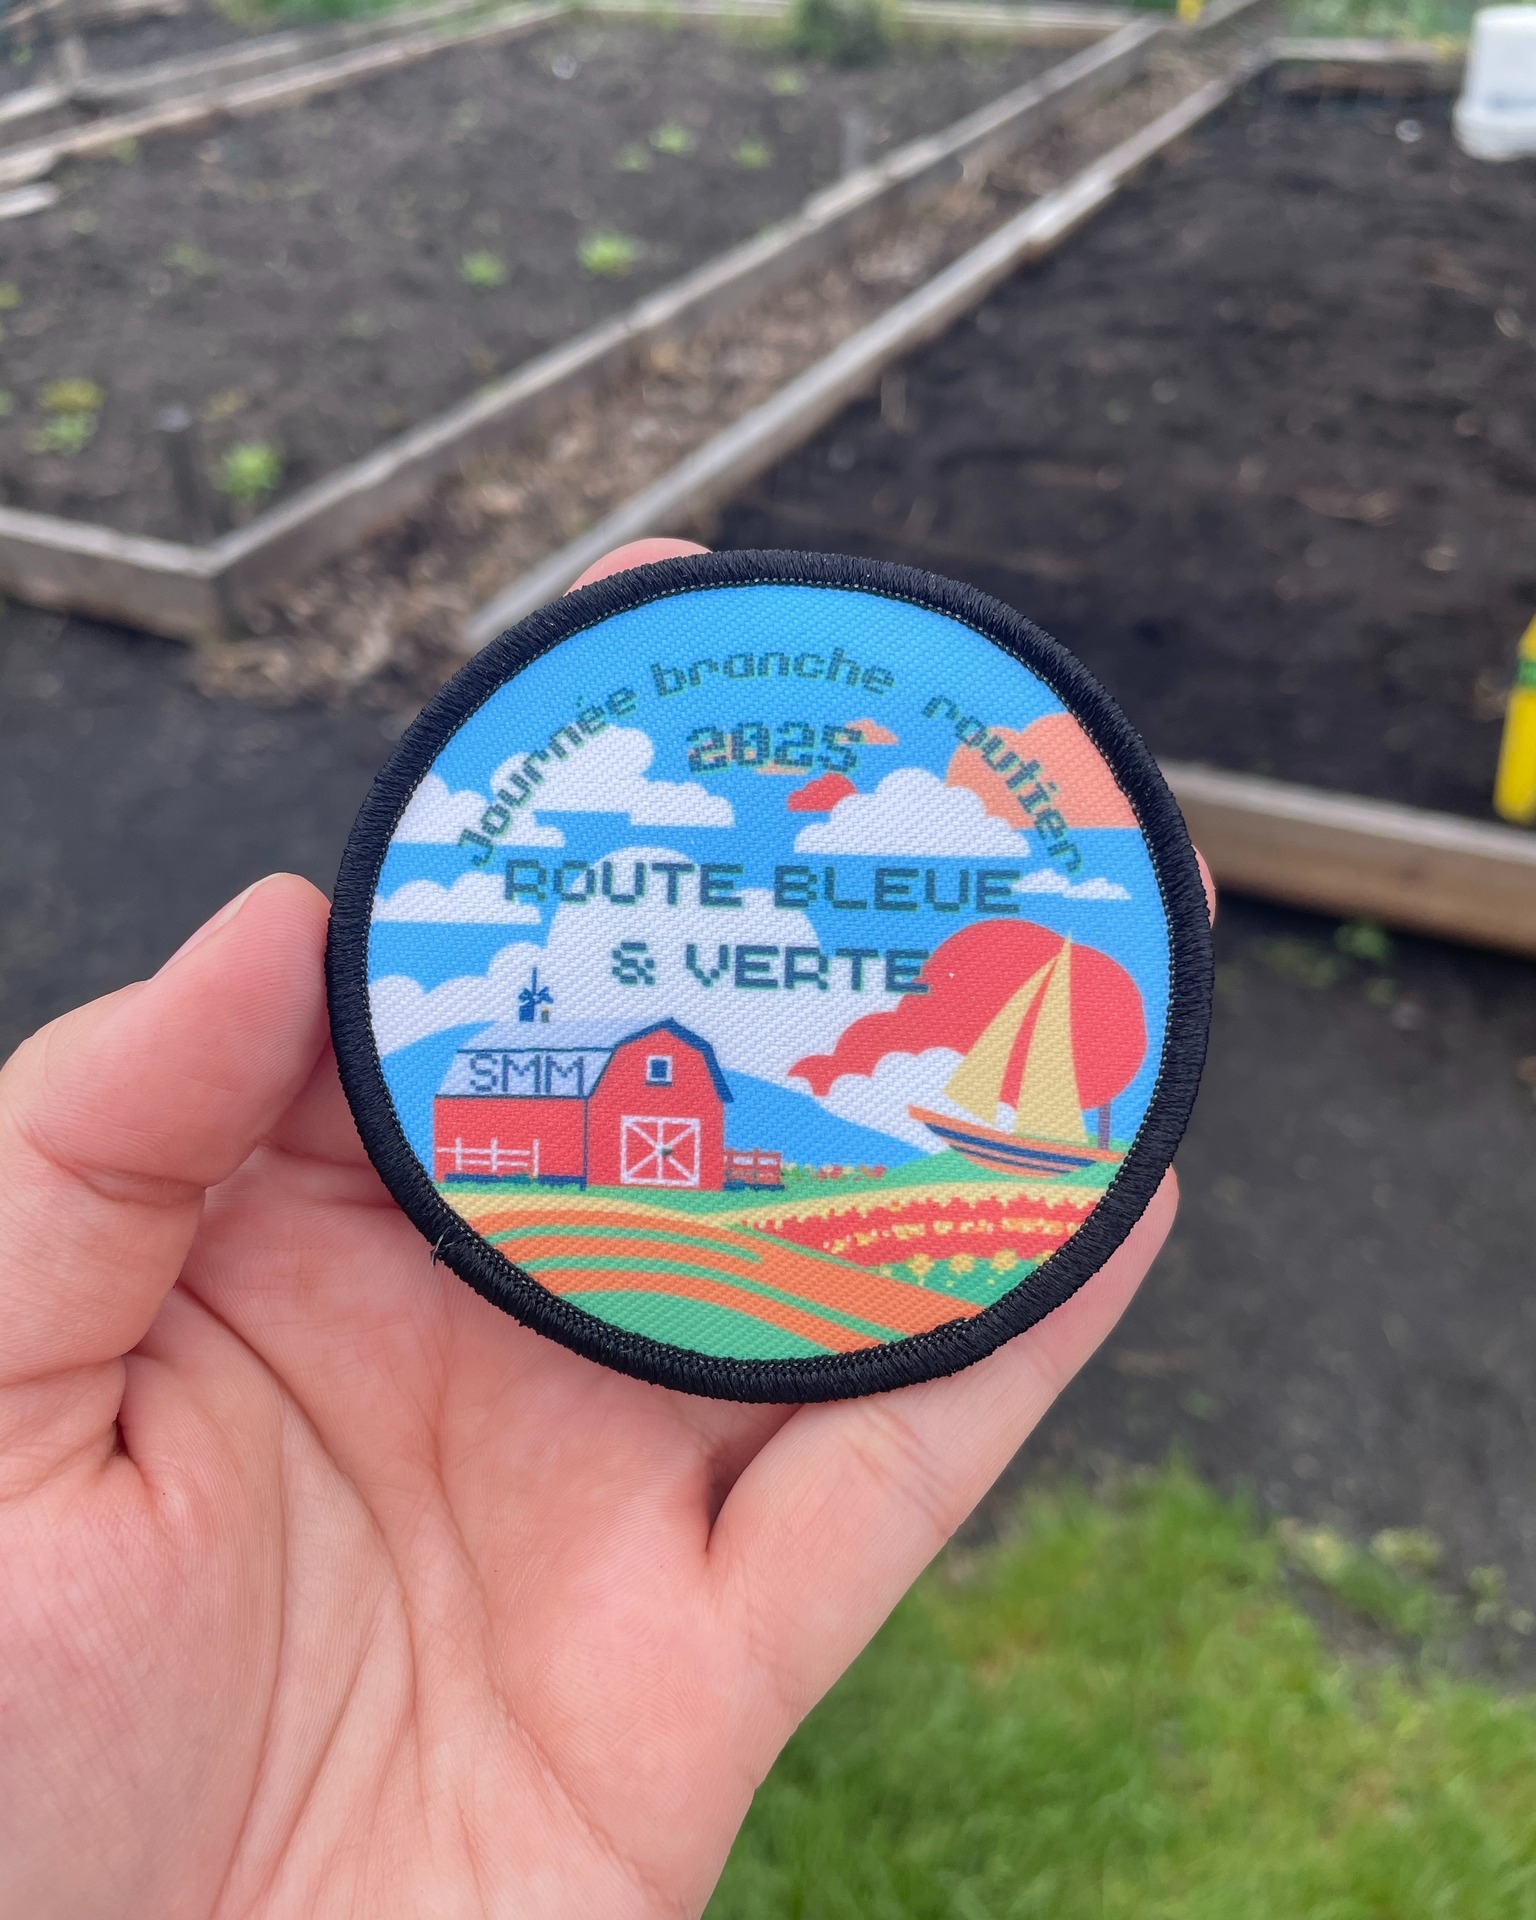 Journée branche routier
2025
ROUTE BLEUE
& VERTE
SMM